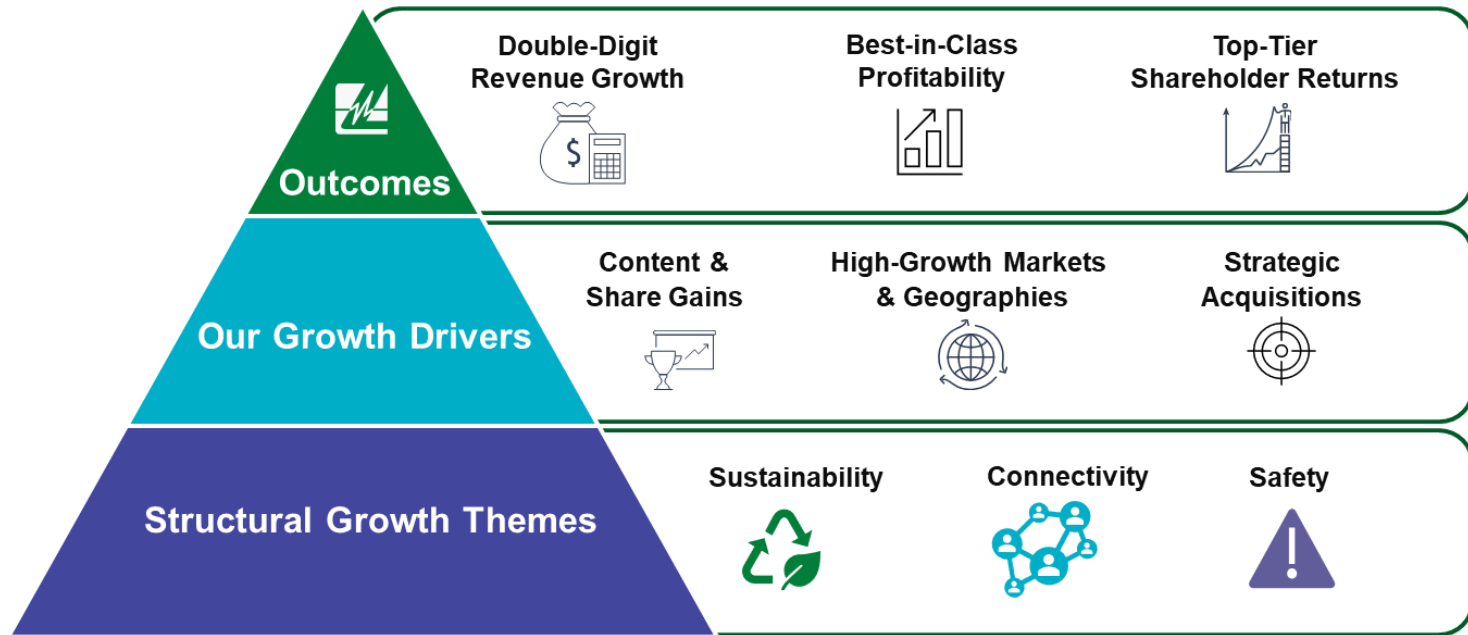 Double-Digit
Revenue Growth
Best-in-Class
Profitability
Top-Tier
Shareholder Returns
$
Outcomes
Content &
Share Gains
High-Growth Markets
& Geographies
Strategic
Acquisitions
Our Growth Drivers
Sustainability
Connectivity
Safety
Structural Growth Themes
!